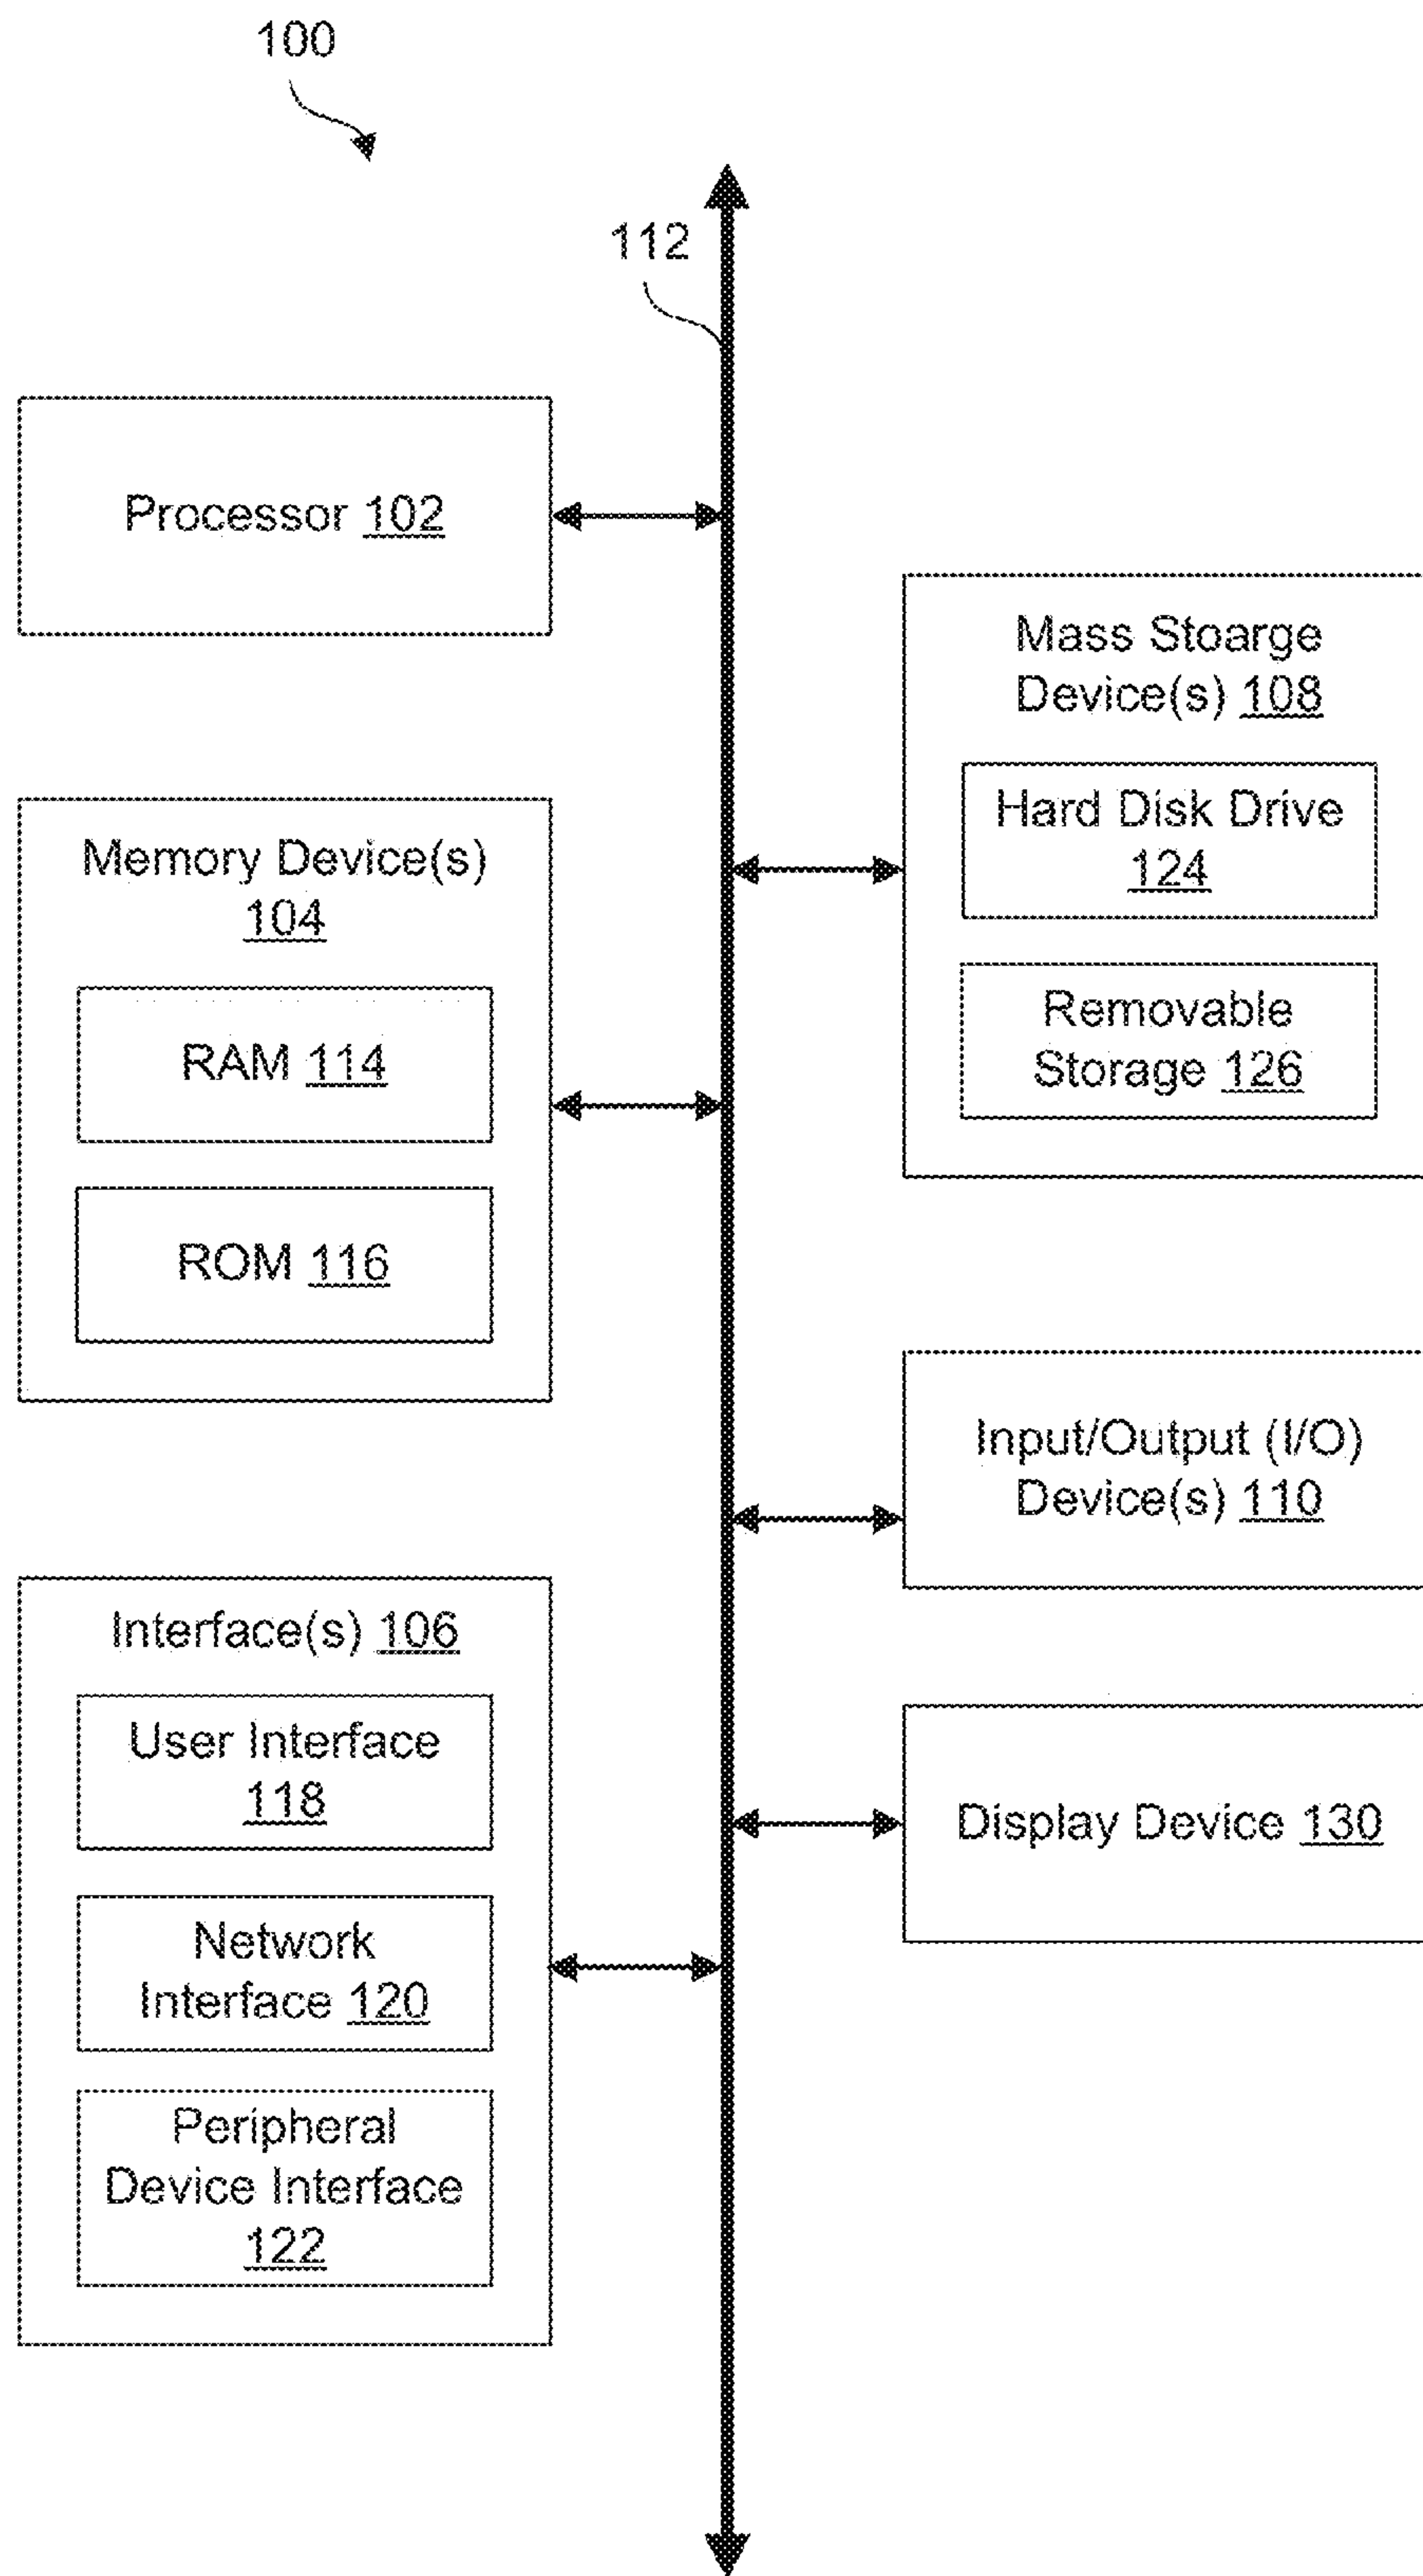 100
112
Processor 102
Memory Device(s)
104
RAM 114
ROM 116
Interface(s) 106
User Interface
118
Network
Interface 120
Peripheral
Device Interface
122
Mass Stoarge
Device(s) 108
Hard Disk Drive
124
Removable
Storage 126
Input/Output (I/O)
Device(s) 110
Display Device 130